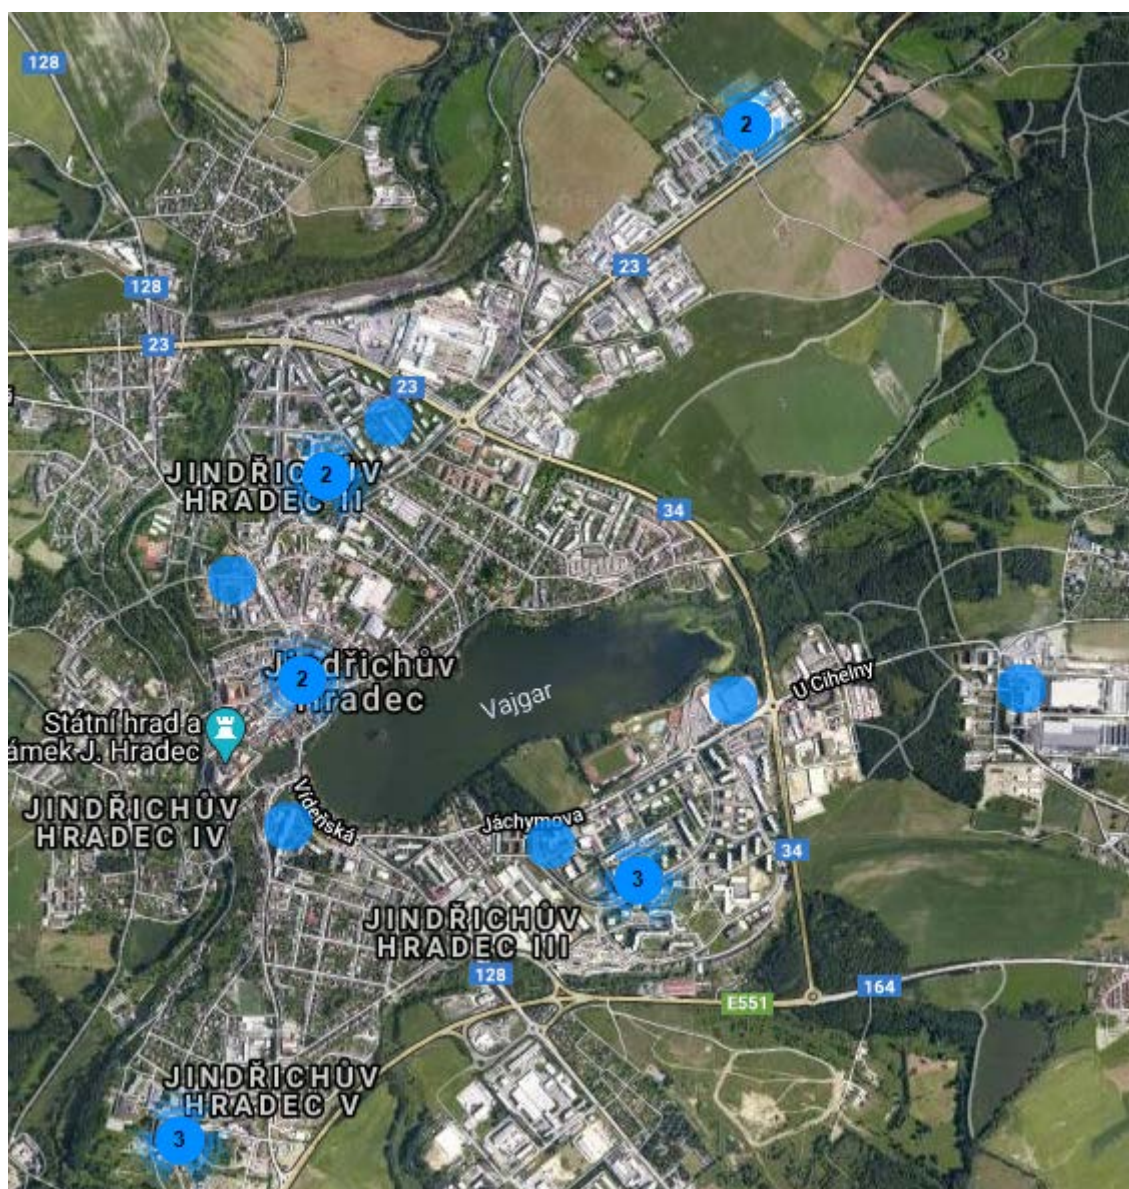 128
2
128
23
23
23
JINDŘICHŮV
HRADEC II
2
34
Jindřichův
Hradec
2
Vajgar
U Cihelny
Státní hrad a
ámek J. Hradec
JINDŘICHŮV
HRADEC IV
Vídeňská
Jáchymova
34
3
JINDŘICHŮV
HRADEC III
128
164
E551
JINDŘICHŮV
HRADEC V
3